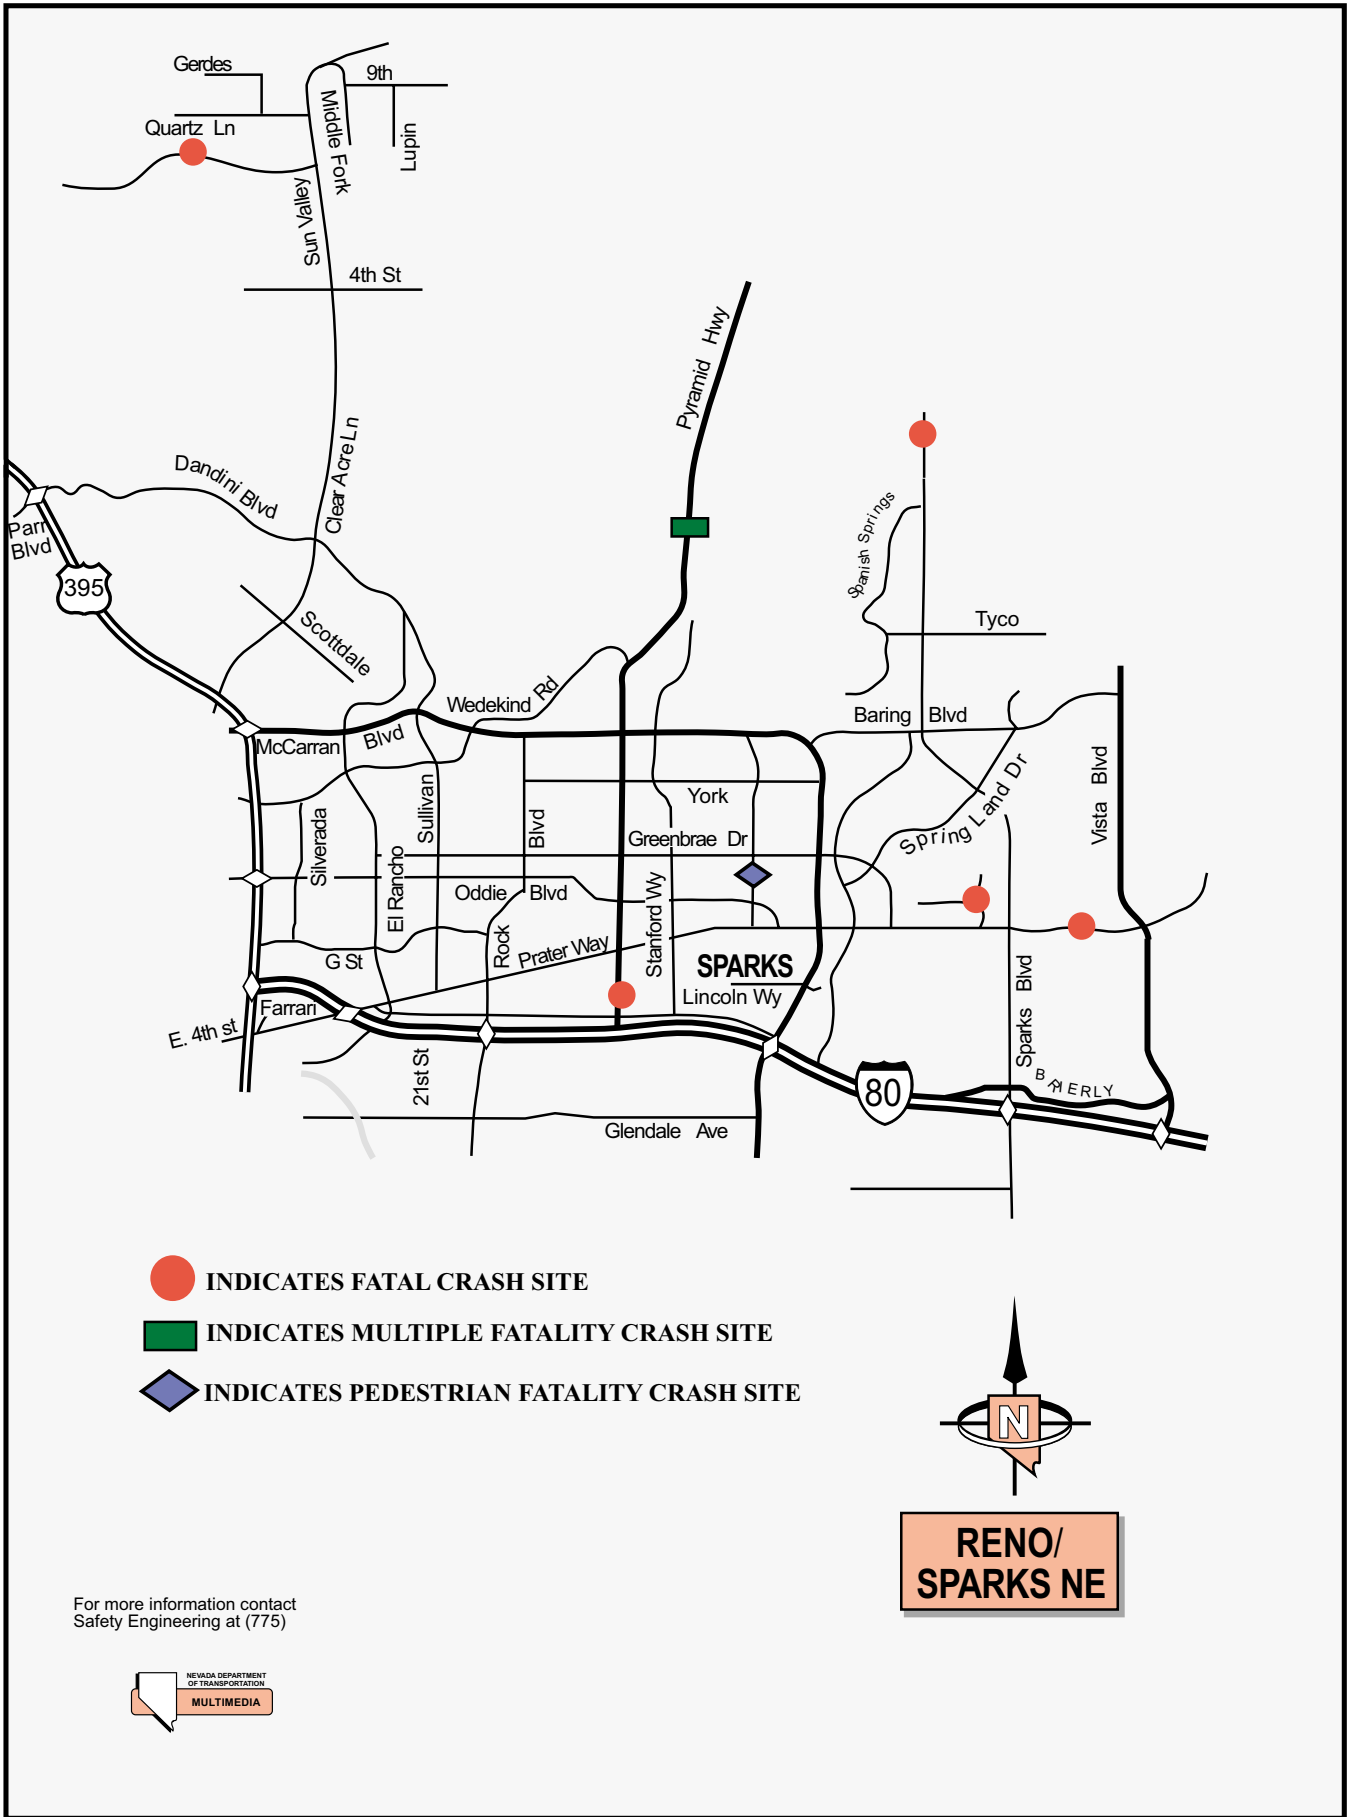 Gerdes
9th
Quartz Ln
Middle Fork
Lupin
Sun Valley
4th St
Pyramid Hwy
Clear Acre Ln
Dandini Blvd
Parr
Blvd
395
Spanish Springs
Tyco
Scottdale
Wedekind Rd
Baring Blvd
McCarran Blvd
Vista Blvd
York
Spring Land Dr
Silverada
Sullivan
Blvd
Greenbrae Dr
El Rancho
Oddie Blvd
Stanford Wy
Rock
G St
Prater Way
SPARKS
Lincoln Wy
Sparks Blvd
Farrari
E. 4th st
21st St
80
BRIERLY
Glendale Ave
INDICATES FATAL CRASH SITE
INDICATES MULTIPLE FATALITY CRASH SITE
INDICATES PEDESTRIAN FATALITY CRASH SITE
N
RENO/
SPARKS NE
For more information contact
Safety Engineering at (775)
NEVADA DEPARTMENT
OF TRANSPORTATION
MULTIMEDIA